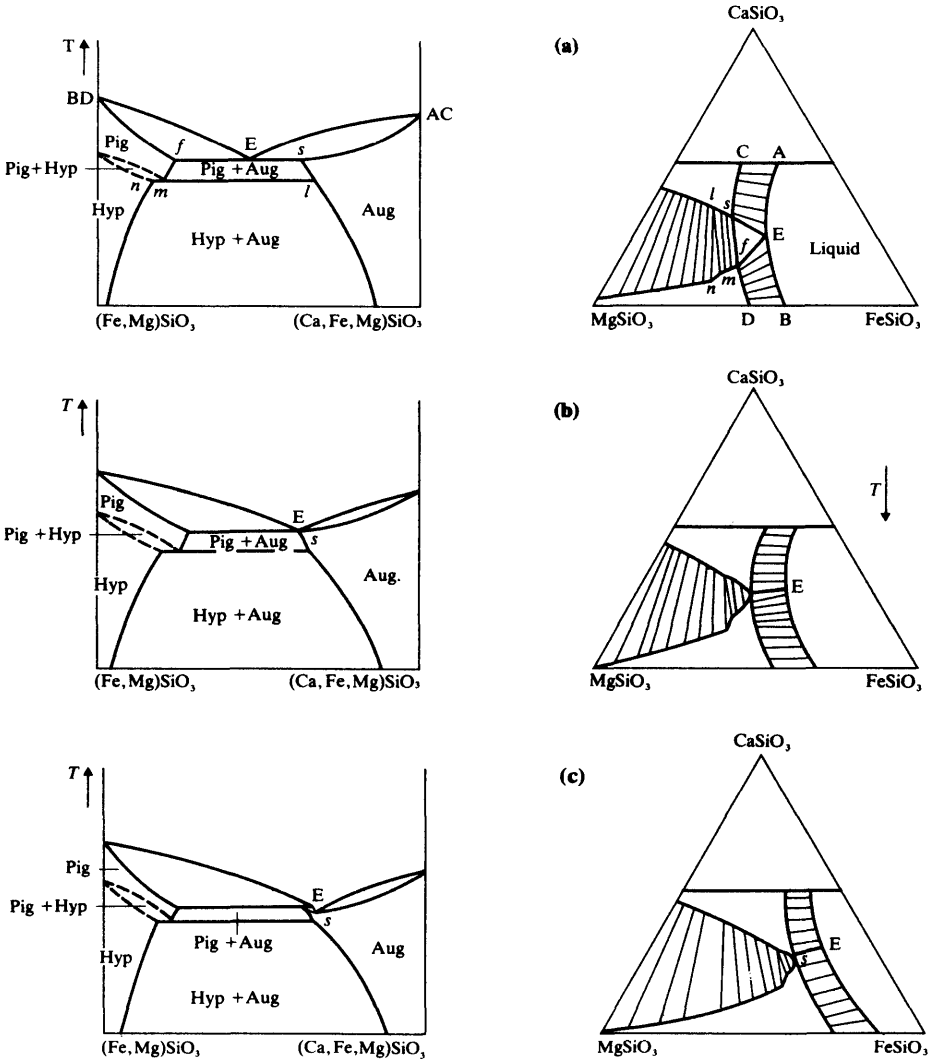 T
BD
AC
Pig
f
E
s
Pig + Aug
Pig+Hyp
n
m
l
Hyp
Aug
Hyp + Aug
(Fe, Mg)SiO₃
(Ca, Fe, Mg)SiO₃
(a)
CaSiO₃
C
A
l
s
E
f
Liquid
n
m
MgSiO₃
D
B
FeSiO₃
T
Pig
E
Pig + Aug
s
Pig +Hyp
Hyp
Aug.
Hyp +Aug
(Fe, Mg)SiO₃
(Ca, Fe, Mg)SiO₃
(b)
CaSiO₃
T
E
MgSiO₃
FeSiO₃
T
Pig
E
Pig + Hyp
s
Pig +Aug
Hyp
Aug
Hyp +Aug
(Fe, Mg)SiO₃
(Ca, Fe, Mg)SiO₃
(c)
CaSiO₃
E
s
MgSiO₃
FeSiO₃